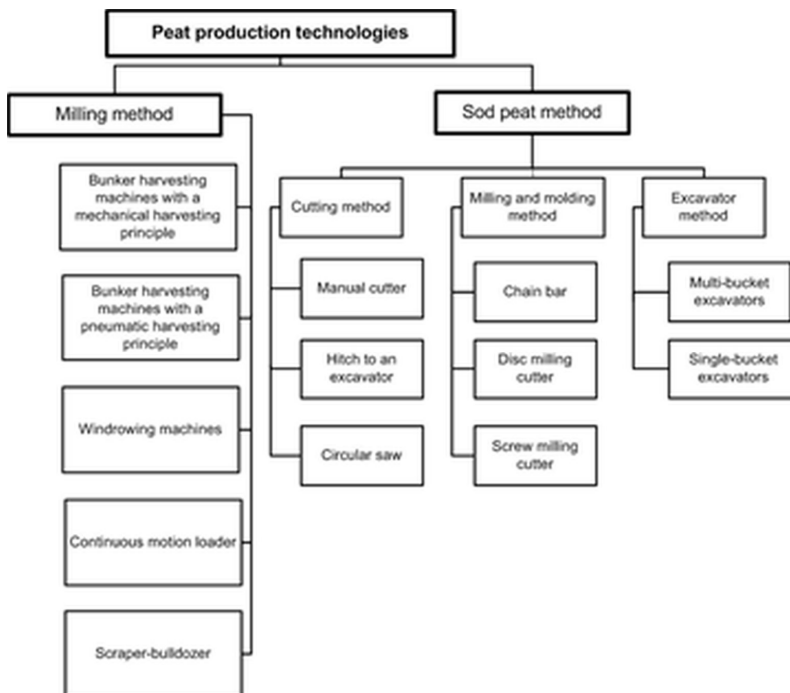 Peat production technologies
Milling method
Sod peat method
Bunker harvesting
machines with a
mechanical harvesting
principle
Bunker harvesting
machines with a
pneumatic harvesting
principle
Windrowing machines
Continuous motion loader
Scraper-bulldozer
Cutting method
Manual cutter
Hitch to an
excavator
Circular saw
Milling and molding
method
Chain bar
Disc milling
cutter
Screw milling
cutter
Excavator
method
Multi-bucket
excavators
Single-bucket
excavators